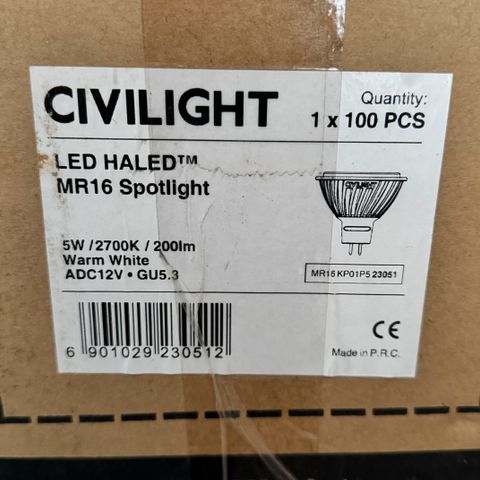 CIVILIGHT
Quantity:
1 x 100 PCS
LED HALED™
MR16 Spotlight
CIVILIGHT
5W / 2700K / 200lm
Warm White
ADC12V • GU5.3
MR16 KP01P5 23051
6 901029 230512
CE
Made in P.R.C.